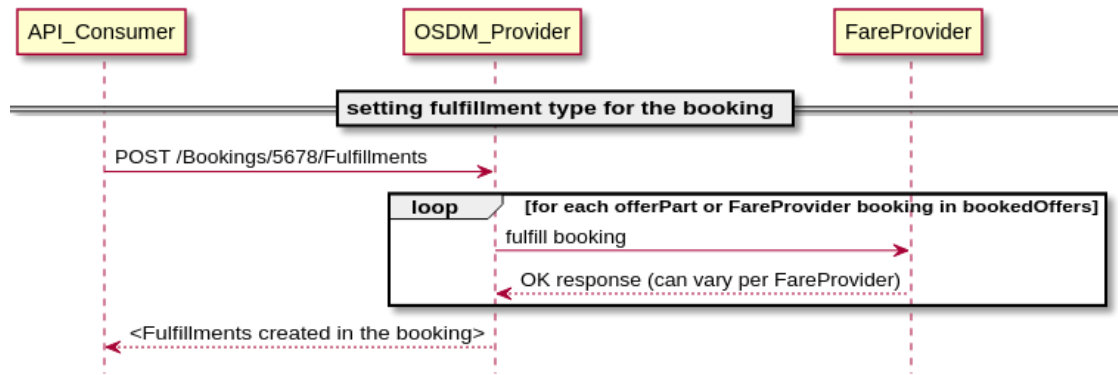 API_Consumer
OSDM_Provider
FareProvider
setting fulfillment type for the booking
POST /Bookings/5678/Fulfillments
loop
[for each offerPart or FareProvider booking in bookedOffers]
fulfill booking
OK response (can vary per FareProvider)
<Fulfillments created in the booking>